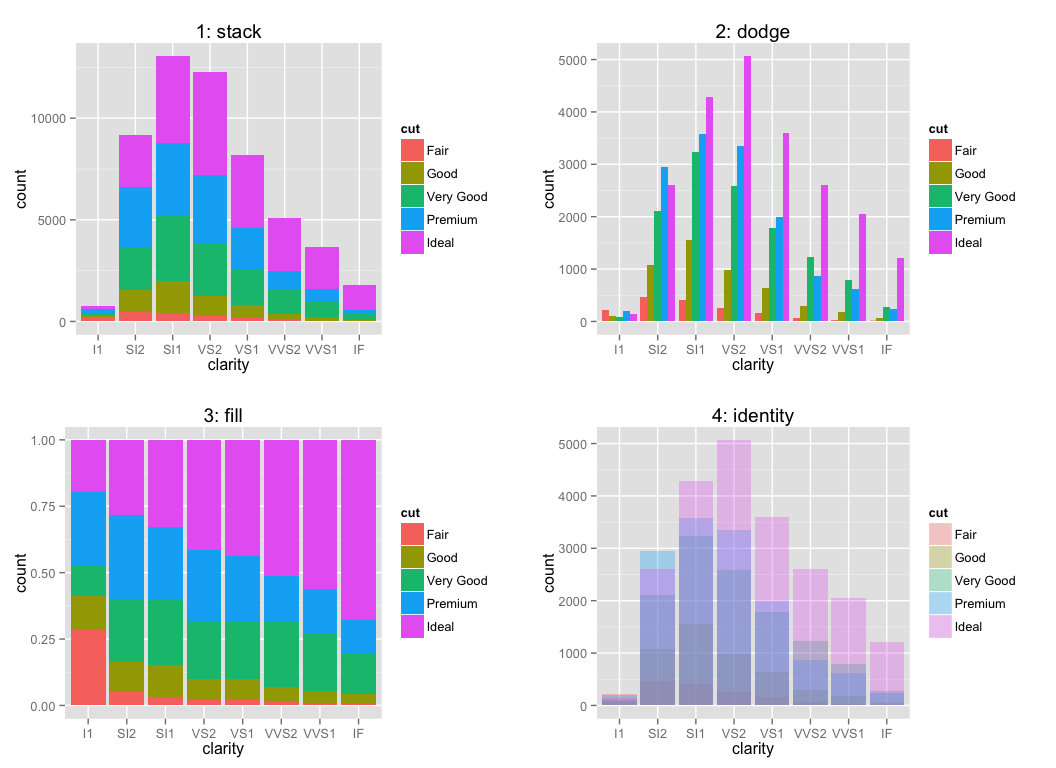 1: stack
count
10000
5000
0
I1 SI2 SI1 VS2 VS1 VVS2 VVS1 IF
clarity
cut
Fair
Good
Very Good
Premium
Ideal
2: dodge
count
5000
4000
3000
2000
1000
0
I1 SI2 SI1 VS2 VS1 VVS2 VVS1 IF
clarity
cut
Fair
Good
Very Good
Premium
Ideal
3: fill
count
1.00
0.75
0.50
0.25
0.00
I1 SI2 SI1 VS2 VS1 VVS2 VVS1 IF
clarity
cut
Fair
Good
Very Good
Premium
Ideal
4: identity
count
5000
4000
3000
2000
1000
0
I1 SI2 SI1 VS2 VS1 VVS2 VVS1 IF
clarity
cut
Fair
Good
Very Good
Premium
Ideal